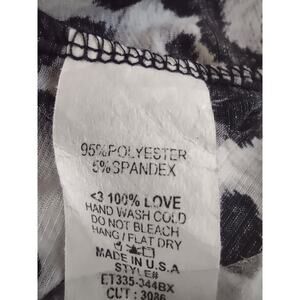 95%POLYESTER
5%SPANDEX
<3 100% LOVE
HAND WASH COLD
DO NOT BLEACH
HANG / FLAT DRY
MADE IN U.S.A
STYLE#
ET335-344BX
CUT : 3086